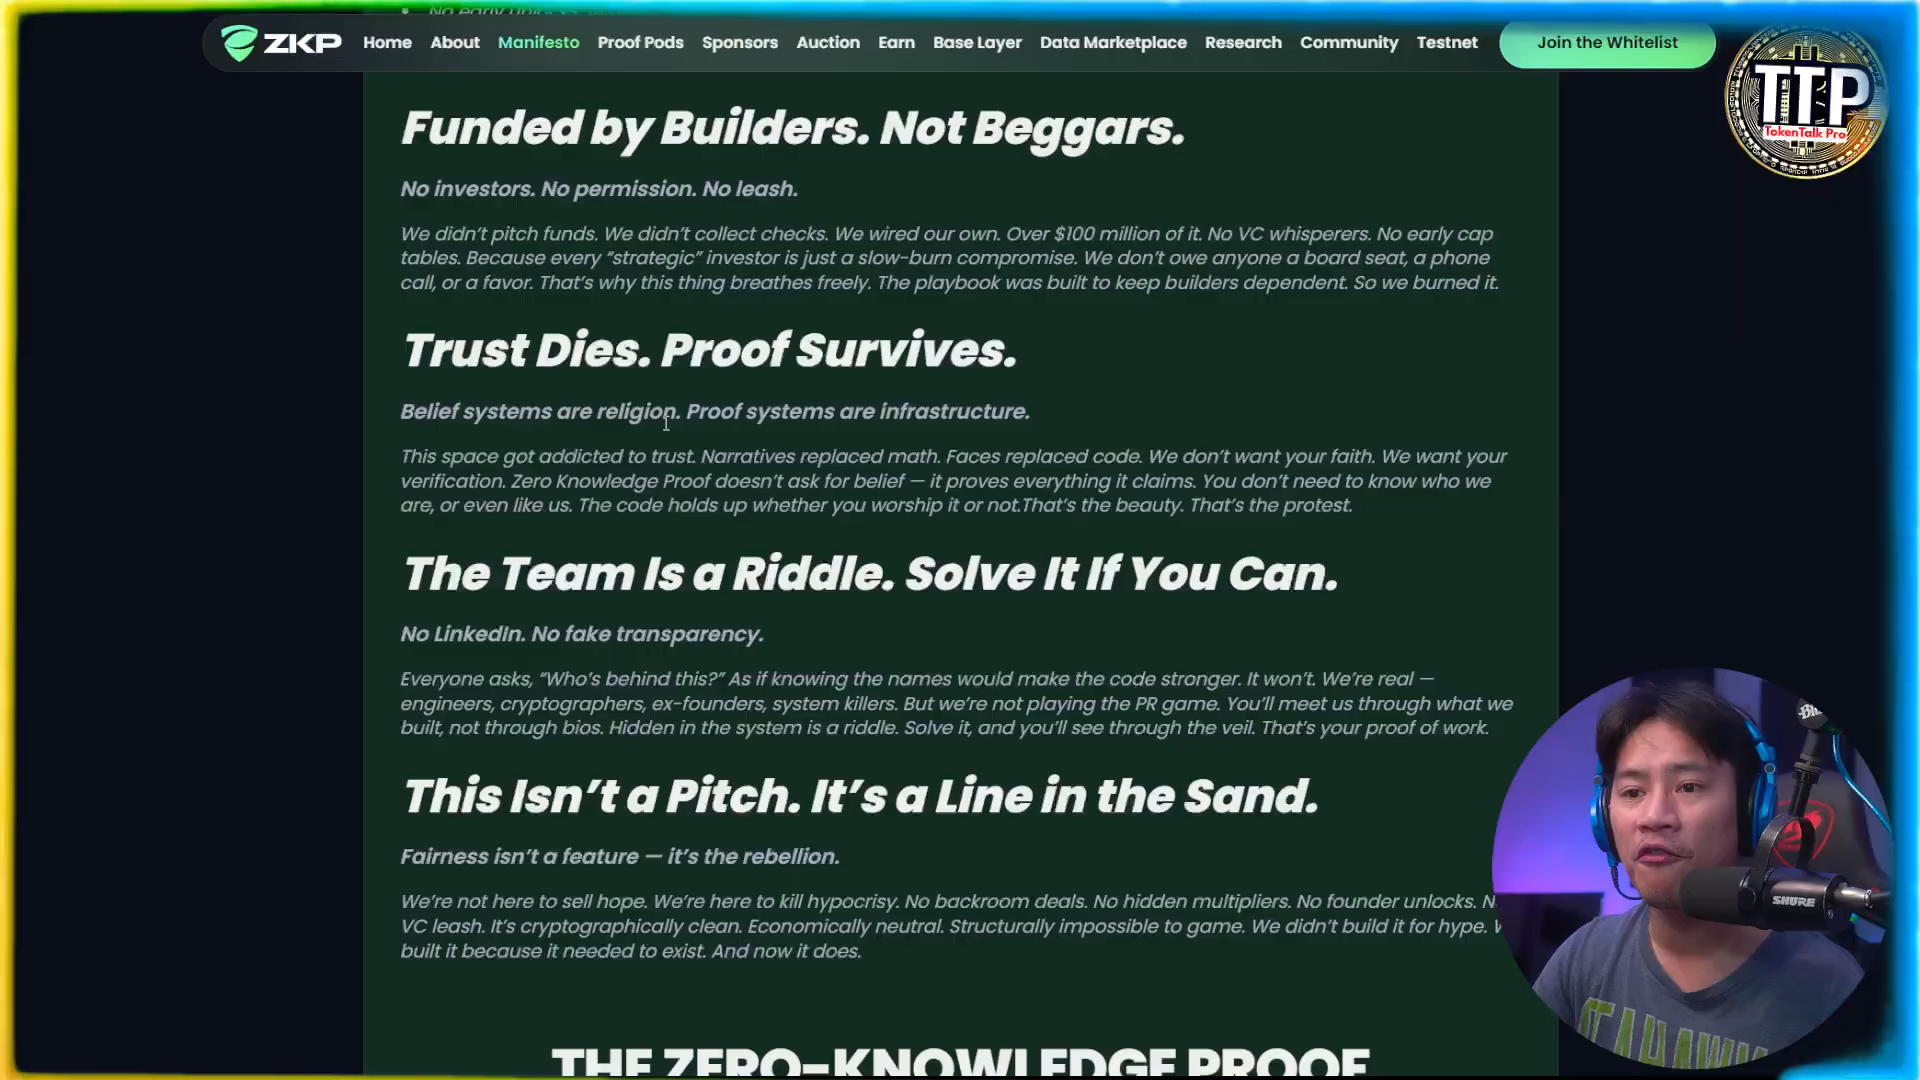 No early unlocks
ZKP Home About Manifesto Proof Pods Sponsors Auction Earn Base Layer Data Marketplace Research Community Testnet Join the Whitelist
TTP
TokenTalk Pro
Funded by Builders. Not Beggars.
No investors. No permission. No leash.
We didn’t pitch funds. We didn’t collect checks. We wired our own. Over $100 million of it. No VC whisperers. No early cap
tables. Because every “strategic” investor is just a slow-burn compromise. We don’t owe anyone a board seat, a phone
call, or a favor. That’s why this thing breathes freely. The playbook was built to keep builders dependent. So we burned it.
Trust Dies. Proof Survives.
Belief systems are religion. Proof systems are infrastructure.
This space got addicted to trust. Narratives replaced math. Faces replaced code. We don’t want your faith. We want your
verification. Zero Knowledge Proof doesn’t ask for belief — it proves everything it claims. You don’t need to know who we
are, or even like us. The code holds up whether you worship it or not.That’s the beauty. That’s the protest.
The Team Is a Riddle. Solve It If You Can.
No LinkedIn. No fake transparency.
Everyone asks, “Who’s behind this?” As if knowing the names would make the code stronger. It won’t. We’re real —
engineers, cryptographers, ex-founders, system killers. But we’re not playing the PR game. You’ll meet us through what we
built, not through bios. Hidden in the system is a riddle. Solve it, and you’ll see through the veil. That’s your proof of work.
This Isn’t a Pitch. It’s a Line in the Sand.
Fairness isn’t a feature — it’s the rebellion.
We’re not here to sell hope. We’re here to kill hypocrisy. No backroom deals. No hidden multipliers. No founder unlocks.
VC leash. It’s cryptographically clean. Economically neutral. Structurally impossible to game. We didn’t build it for hype.
built it because it needed to exist. And now it does.
THE ZERO-KNOWLEDGE PROOF
SHURE